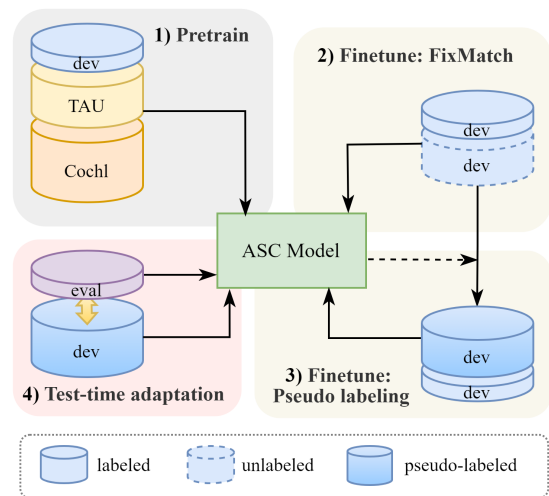 1) Pretrain
dev
TAU
Cochl
2) Finetune: FixMatch
dev
dev
ASC Model
eval
dev
4) Test-time adaptation
dev
dev
3) Finetune:
Pseudo labeling
labeled
unlabeled
pseudo-labeled